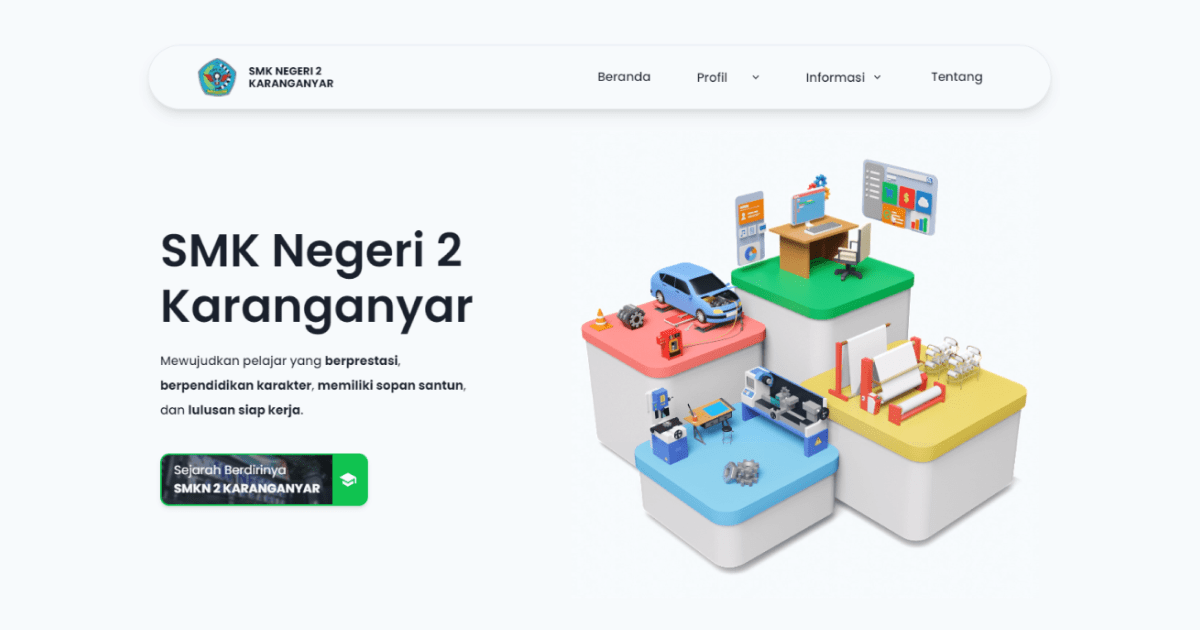 SMK NEGERI 2
KARANGANYAR
Beranda
Profil
Informasi
Tentang
SMK Negeri 2
Karanganyar
Mewujudkan pelajar yang berprestasi,
berpendidikan karakter, memiliki sopan santun,
dan lulusan siap kerja.
Sejarah Berdirinya
SMKN 2 KARANGANYAR